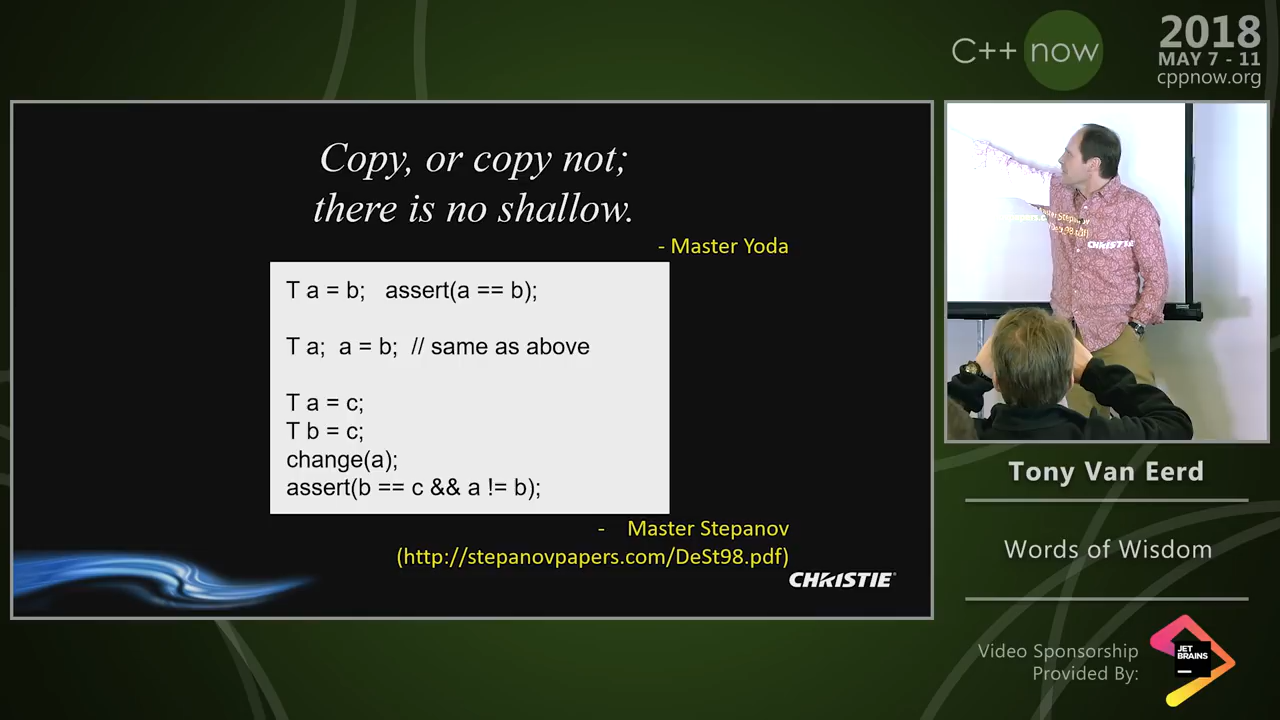 C++ now
2018
MAY 7 - 11
cppnow.org
Copy, or copy not;
there is no shallow.
- Master Yoda
T a = b; assert(a == b);
T a; a = b; // same as above
T a = c;
T b = c;
change(a);
assert(b == c && a != b);
- Master Stepanov
(http://stepanovpapers.com/DeSt98.pdf)
CHRISTIE
CHRISTIE
Tony Van Eerd
Words of Wisdom
Video Sponsorship
Provided By:
JET
BRAINS